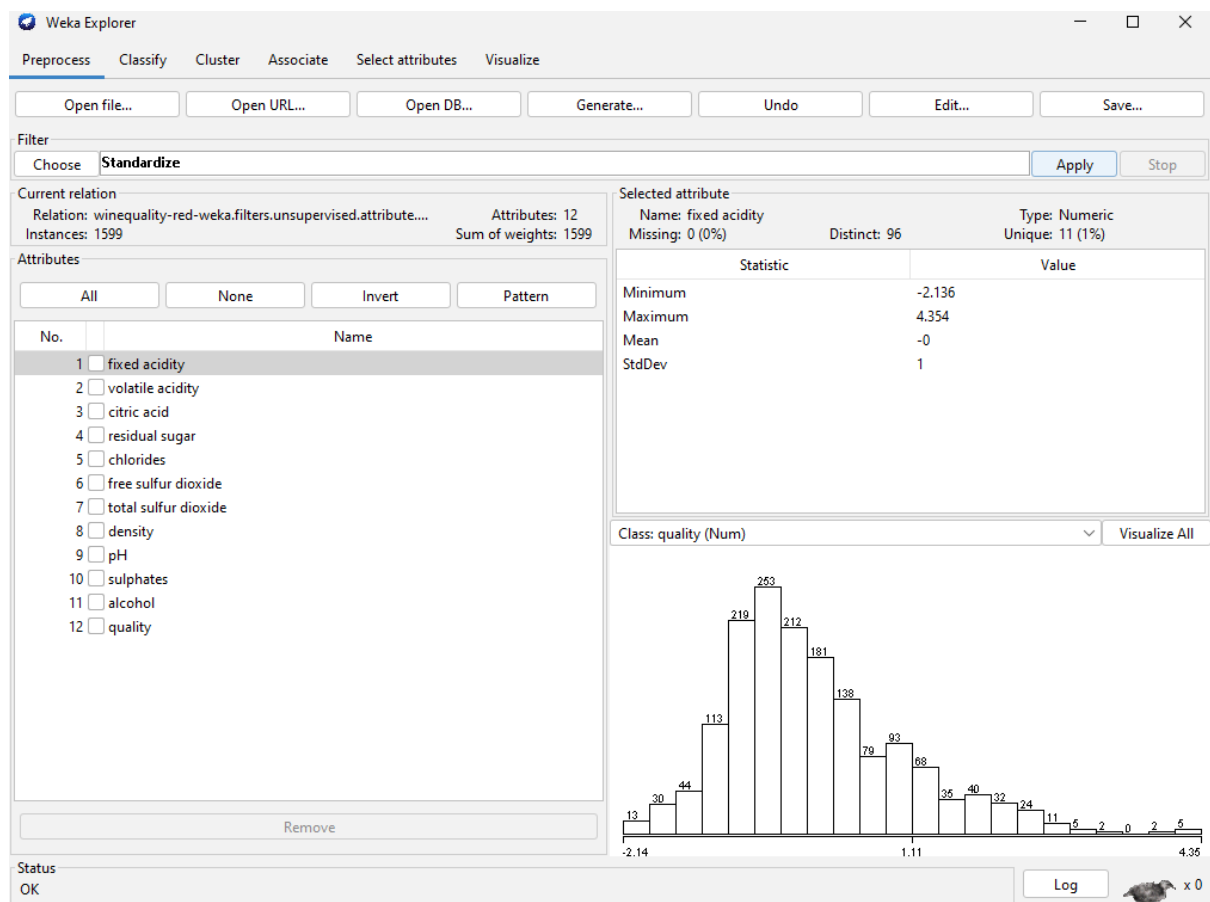 Weka Explorer
Preprocess Classify Cluster Associate Select attributes Visualize
Open file... Open URL... Open DB... Generate... Undo Edit... Save...
Filter
Choose Standardize Apply Stop
Current relation
Relation: winequality-red-weka.filters.unsupervised.attribute.... Attributes: 12
Instances: 1599 Sum of weights: 1599
Attributes
All None Invert Pattern
No. Name
1 fixed acidity
2 volatile acidity
3 citric acid
4 residual sugar
5 chlorides
6 free sulfur dioxide
7 total sulfur dioxide
8 density
9 pH
10 sulphates
11 alcohol
12 quality
Remove
Selected attribute
Name: fixed acidity Type: Numeric
Missing: 0 (0%) Distinct: 96 Unique: 11 (1%)
Statistic Value
Minimum -2.136
Maximum 4.354
Mean -0
StdDev 1
Class: quality (Num) Visualize All
13 30 44 113 219 253 212 181 138 79 93 68 35 40 32 24 11 5 2 0 2 5
-2.14 1.11 4.35
Status
OK Log x 0